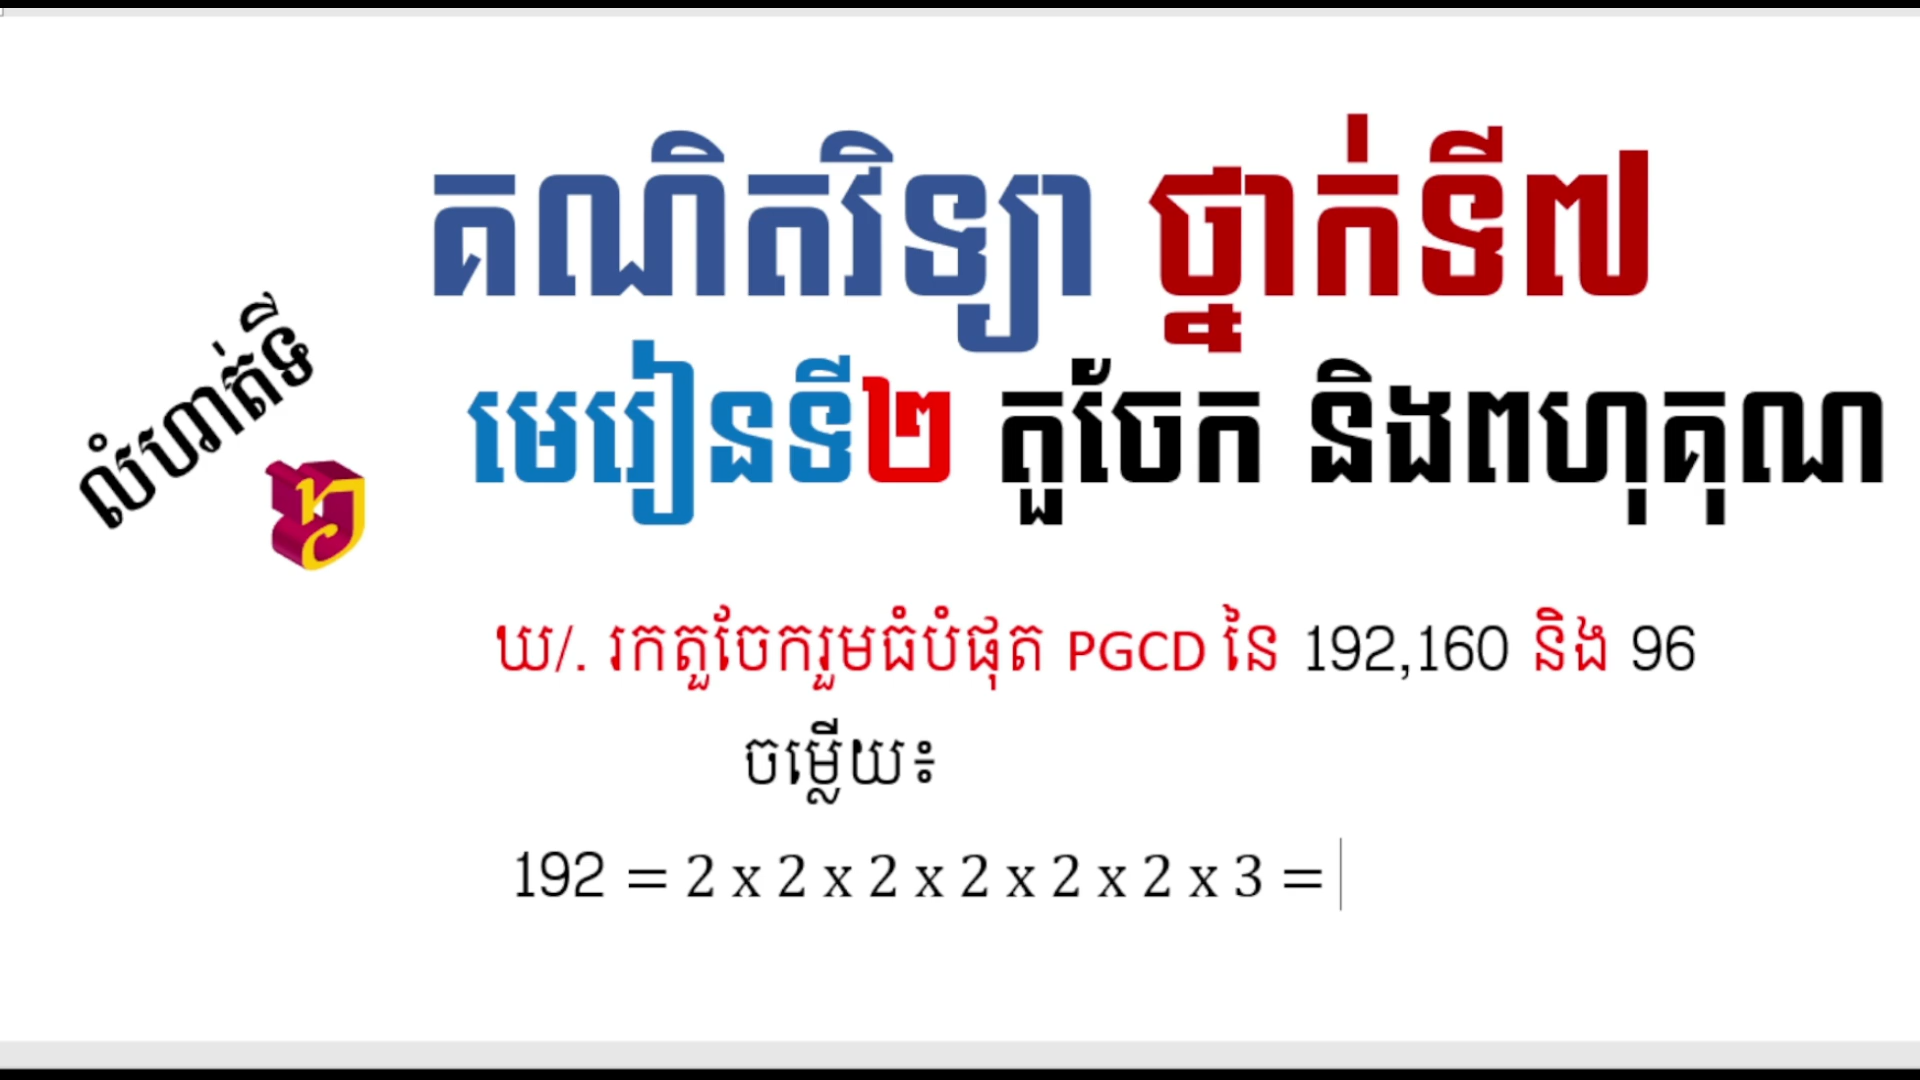 គណិតវិទ្យា ថ្នាក់ទី៧
លំហាត់ទី
មេរៀនទី២ តួចែក និងពហុគុណ
ឃ/. រកតួចែករួមធំបំផុត PGCD នៃ 192,160 និង 96
ចម្លើយ៖
192 = 2 x 2 x 2 x 2 x 2 x 2 x 3 =